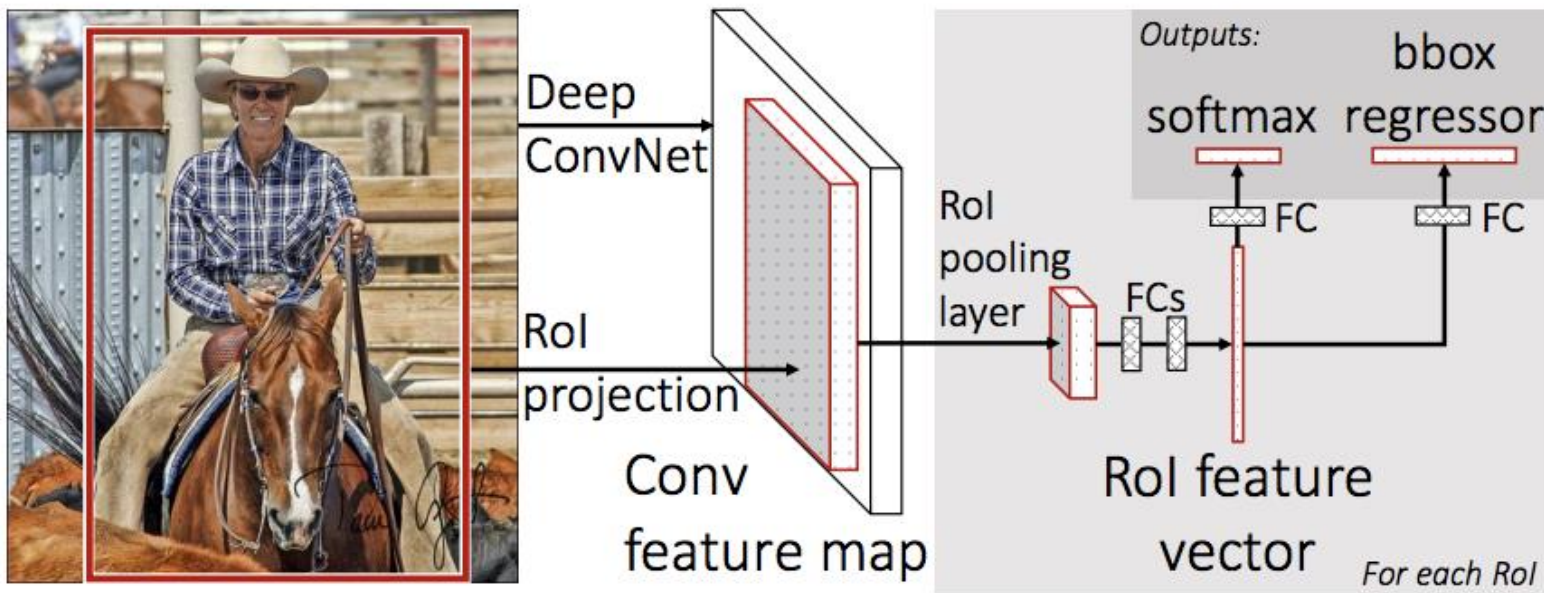 Deep
ConvNet
RoI
projection
Conv
feature map
RoI
pooling
layer
FCs
RoI feature
vector
For each RoI
Outputs:
softmax
bbox
regressor
FC
FC